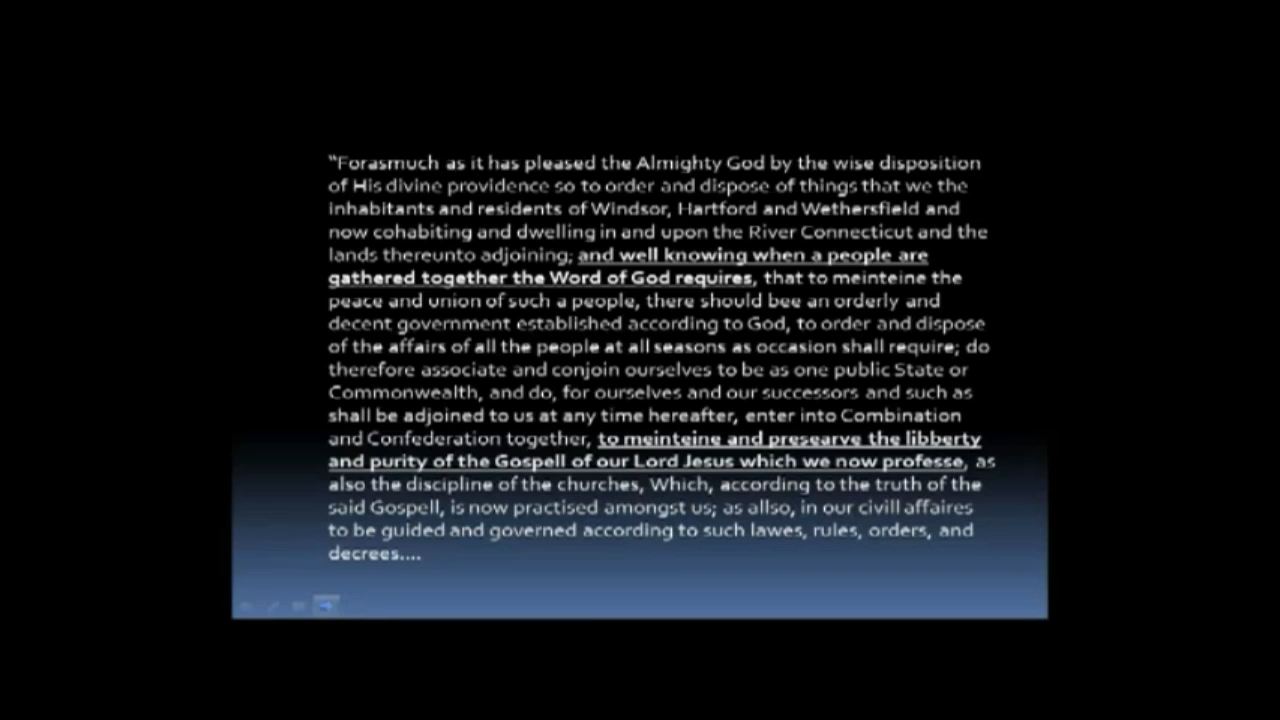 "Forasmuch as it has pleased the Almighty God by the wise disposition
of His divine providence so to order and dispose of things that we the
inhabitants and residents of Windsor, Hartford and Wethersfield and
now cohabiting and dwelling in and upon the River Connecticut and the
lands thereunto adjoining; and well knowing when a people are
gathered together the Word of God requires, that to meinteine the
peace and union of such a people, there should bee an orderly and
decent government established according to God, to order and dispose
of the affairs of all the people at all seasons as occasion shall require; do
therefore associate and conjoin ourselves to be as one public State or
Commonwealth, and do, for ourselves and our successors and such as
shall be adjoined to us at any time hereafter, enter into Combination
and Confederation together, to meinteine and presearve the libberty
and purity of the Gospell of our Lord Jesus which we now professe, as
also the discipline of the churches, Which, according to the truth of the
said Gospell, is now practised amongst us; as allso, in our civill affaires
to be guided and governed according to such lawes, rules, orders, and
decrees....